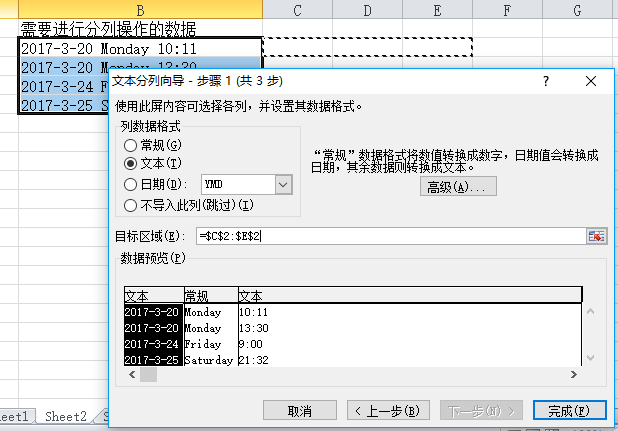 B C D E F G
需要进行分列操作的数据
2017-3-20 Monday 10:11
2017-3-20 Monday 13:30
2017-3-24 F
2017-3-25 S
文本分列向导 - 步骤 1 (共 3 步)
? ×
使用此屏内容可选择各列，并设置其数据格式。
列数据格式
常规(G)
文本(T)
日期(D): YMD
不导入此列(跳过)(I)
“常规”数据格式将数值转换成数字，日期值会转换成
日期，其余数据则转换成文本。
高级(A)...
目标区域(E): =$C$2:$E$2
数据预览(P)
文本 常规 文本
2017-3-20 Monday 10:11
2017-3-20 Monday 13:30
2017-3-24 Friday 9:00
2017-3-25 Saturday 21:32
取消 < 上一步(B) 下一步(N) > 完成(F)
eet1 Sheet2 S